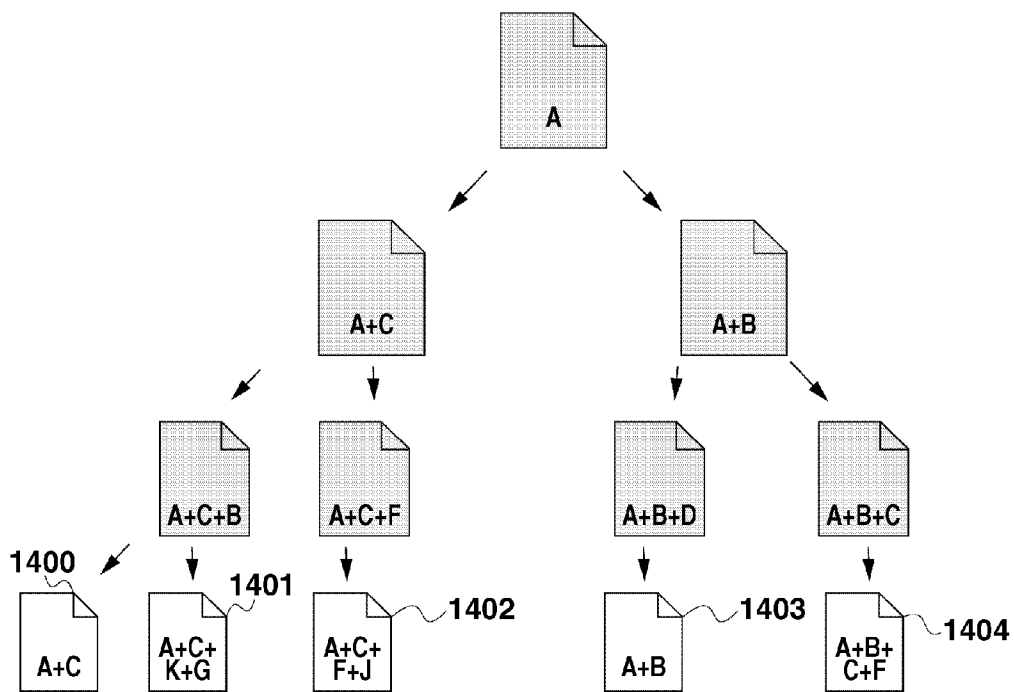 A
A+C
A+B
A+C+B
A+C+F
A+B+D
A+B+C
1400
1401
1402
1403
1404
A+C
A+C+
K+G
A+C+
F+J
A+B
A+B+
C+F